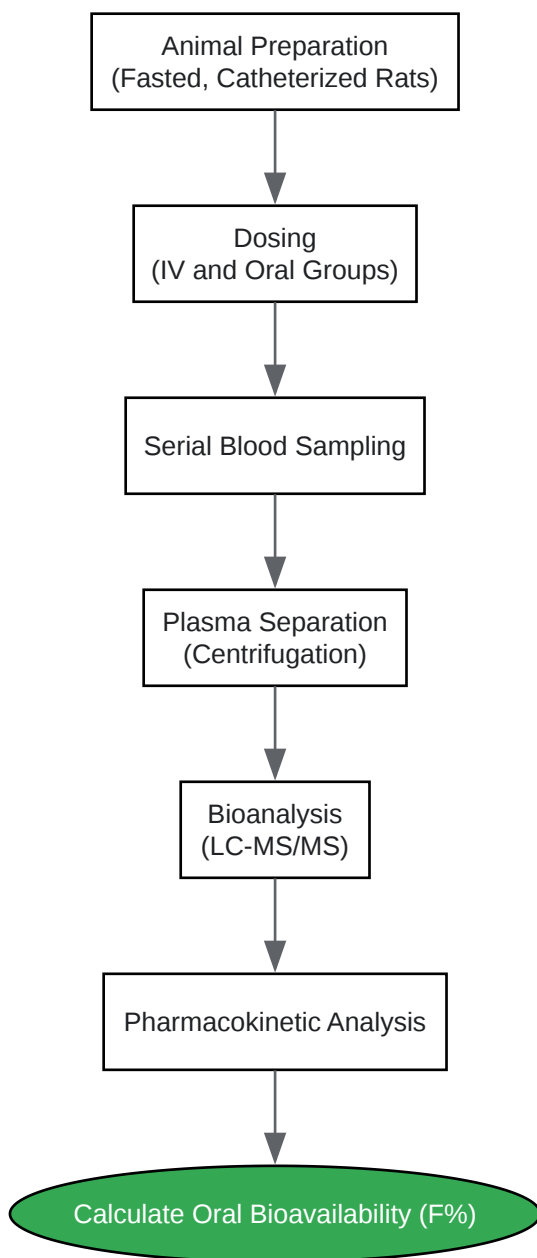 Animal Preparation
(Fasted, Catheterized Rats)
Dosing
(IV and Oral Groups)
Serial Blood Sampling
Plasma Separation
(Centrifugation)
Bioanalysis
(LC-MS/MS)
Pharmacokinetic Analysis
Calculate Oral Bioavailability (F%)